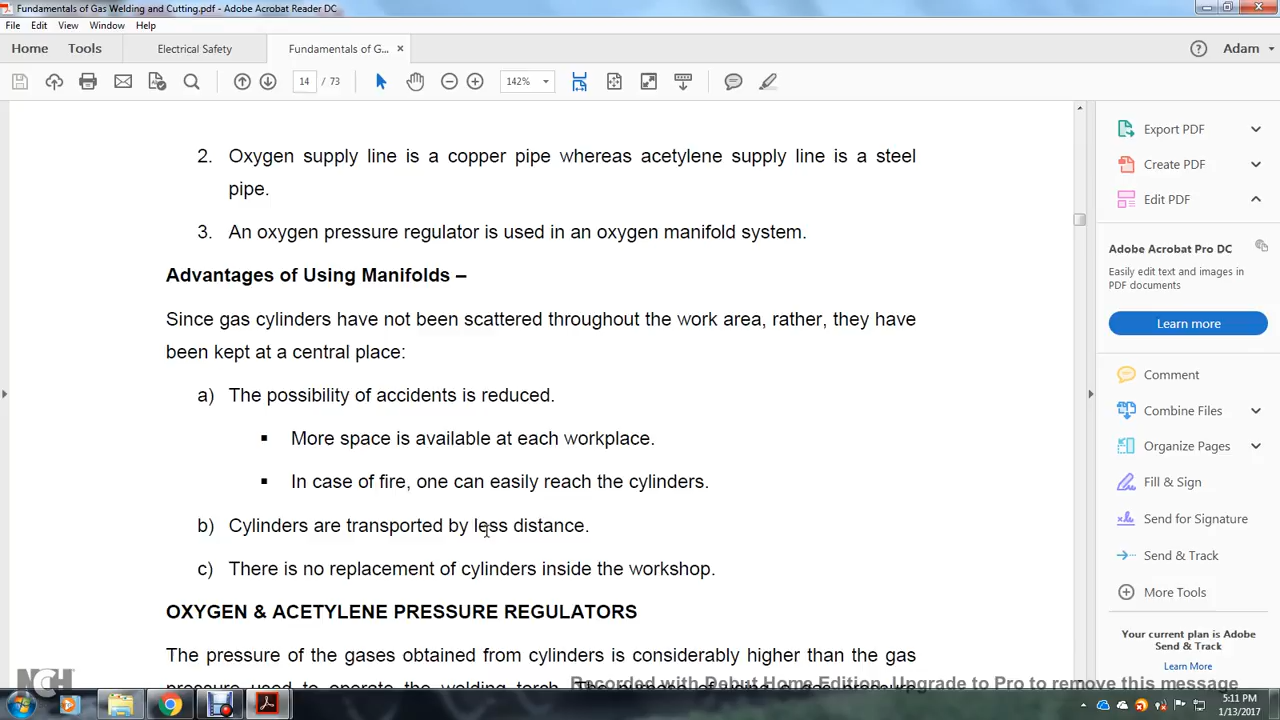 Fundamentals of Gas Welding and Cutting.pdf - Adobe Acrobat Reader DC
File Edit View Window Help
Home Tools Electrical Safety Fundamentals of G... × Adam
14 / 73 142%
2. Oxygen supply line is a copper pipe whereas acetylene supply line is a steel
pipe.
3. An oxygen pressure regulator is used in an oxygen manifold system.
Advantages of Using Manifolds –
Since gas cylinders have not been scattered throughout the work area, rather, they have
been kept at a central place:
a) The possibility of accidents is reduced.
▪ More space is available at each workplace.
▪ In case of fire, one can easily reach the cylinders.
b) Cylinders are transported by less distance.
c) There is no replacement of cylinders inside the workshop.
OXYGEN & ACETYLENE PRESSURE REGULATORS
The pressure of the gases obtained from cylinders is considerably higher than the gas
Export PDF
Create PDF
Edit PDF
Adobe Acrobat Pro DC
Easily edit text and images in
PDF documents
Learn more
Comment
Combine Files
Organize Pages
Fill & Sign
Send for Signature
Send & Track
More Tools
Your current plan is Adobe
Send & Track
Learn More
NCH
Recorded with Debut Home Edition. Upgrade to Pro to remove this message
5:11 PM
1/13/2017